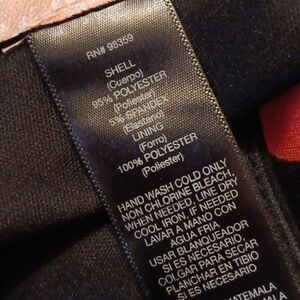 RN# 98359
SHELL
(Cuerpo)
95% POLYESTER
(Poliester)
5% SPANDEX
(Elastano)
LINING
(Forro)
100% POLYESTER
(Poliester)
HAND WASH COLD ONLY
NON CHLORINE BLEACH,
WHEN NEEDED, LINE DRY
COOL IRON, IF NEEDED
LAVAR A MANO CON
AGUA FRIA
USAR BLANQUEADOR
SI ES NECESARIO
COLGAR PARA SECAR
PLANCHAR EN TIBIO
SI ES NECESARIO